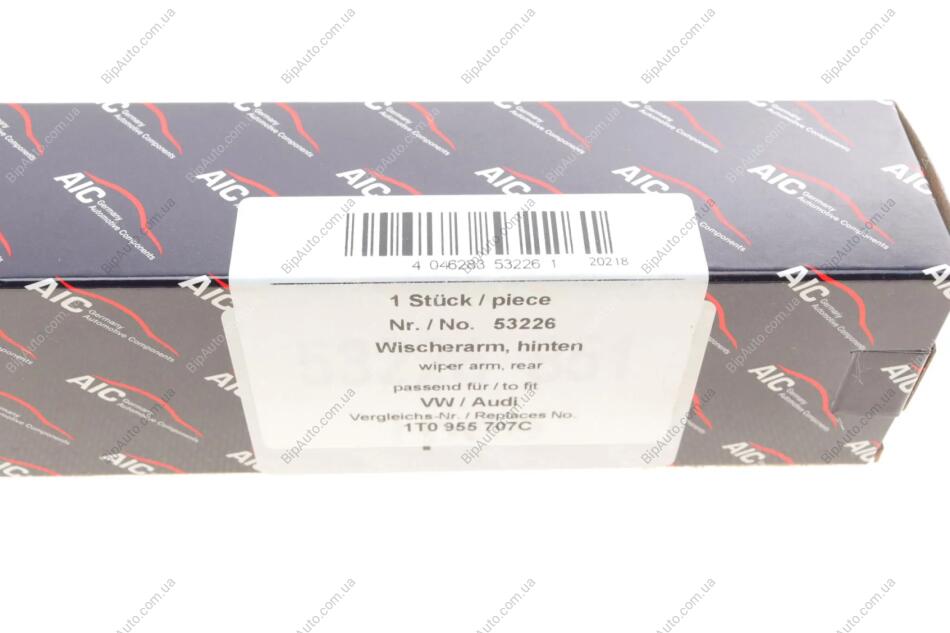 AIC Germany
Automotive Components
4 046283 53226 1
20218
1 Stück / piece
Nr. / No. 53226
Wischerarm, hinten
wiper arm, rear
passend für / to fit
VW / Audi
Vergleichs-Nr. / Replaces No.
1T0 955 707C
BipAuto.com.ua